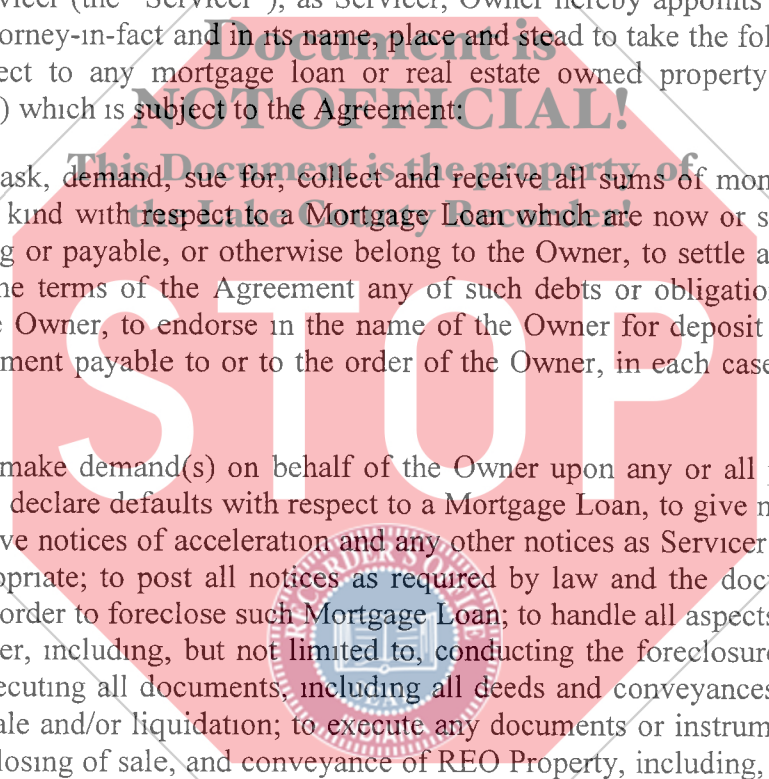 vicer (the "Servicer"), as Servicer, Owner hereby appoints
Document is
orney-in-fact and in its name, place and stead to take the fol
ect to any mortgage loan or real estate owned property
NOT OFFICIAL!
) which is subject to the Agreement:
This Document is the property of
ask, demand, sue for, collect and receive all sums of mon
the Lake County Recorder!
kind with respect to a Mortgage Loan which are now or s
g or payable, or otherwise belong to the Owner, to settle a
ne terms of the Agreement any of such debts or obligation
e Owner, to endorse in the name of the Owner for deposit
ment payable to or to the order of the Owner, in each case
STOP
make demand(s) on behalf of the Owner upon any or all
declare defaults with respect to a Mortgage Loan, to give n
ve notices of acceleration and any other notices as Servicer
opriate; to post all notices as required by law and the doc
order to foreclose such Mortgage Loan; to handle all aspects
er, including, but not limited to, conducting the foreclosure
ecuting all documents, including all deeds and conveyances
ale and/or liquidation; to execute any documents or instrum
losing of sale, and conveyance of REO Property, including,
RECORDER'S OFFICE
SEAL
INDIANA